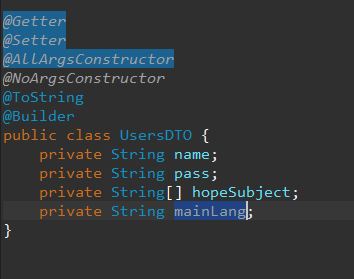 @Getter
@Setter
@AllArgsConstructor
@NoArgsConstructor
@ToString
@Builder
public class UsersDTO {
    private String name;
    private String pass;
    private String[] hopeSubject;
    private String mainLang;
}